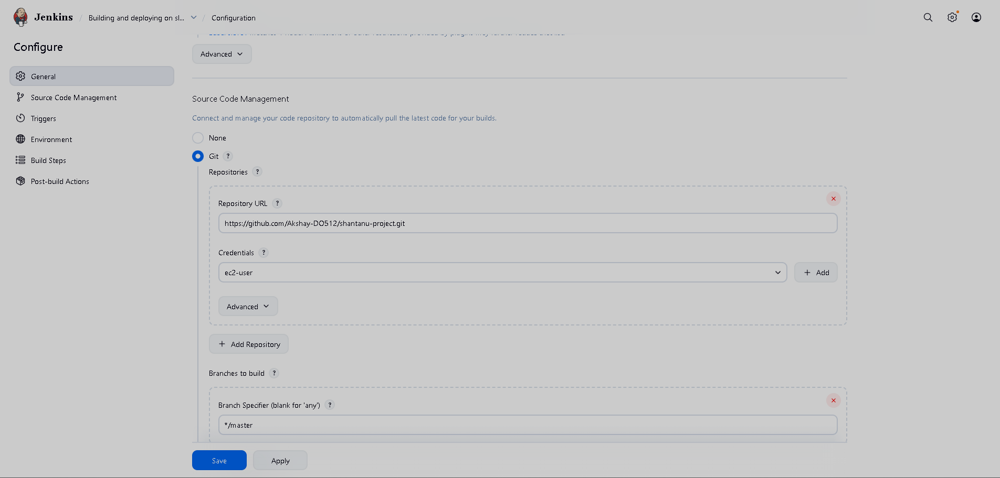 Jenkins / Building and deploying on sl... / Configuration
Configure
General
Source Code Management
Triggers
Environment
Build Steps
Post-build Actions
Advanced
Source Code Management
Connect and manage your code repository to automatically pull the latest code for your builds.
None
Git ?
Repositories ?
Repository URL ?
https://github.com/Akshay-DO512/shantanu-project.git
Credentials ?
ec2-user
+ Add
Advanced
+ Add Repository
Branches to build ?
Branch Specifier (blank for 'any') ?
*/master
Save
Apply